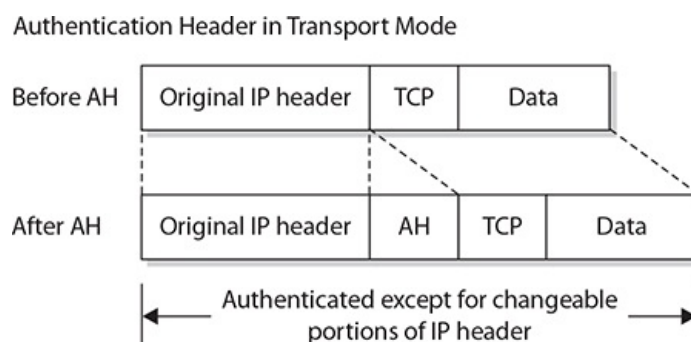 Authentication Header in Transport Mode
Before AH Original IP header TCP Data
After AH Original IP header AH TCP Data
Authenticated except for changeable
portions of IP header